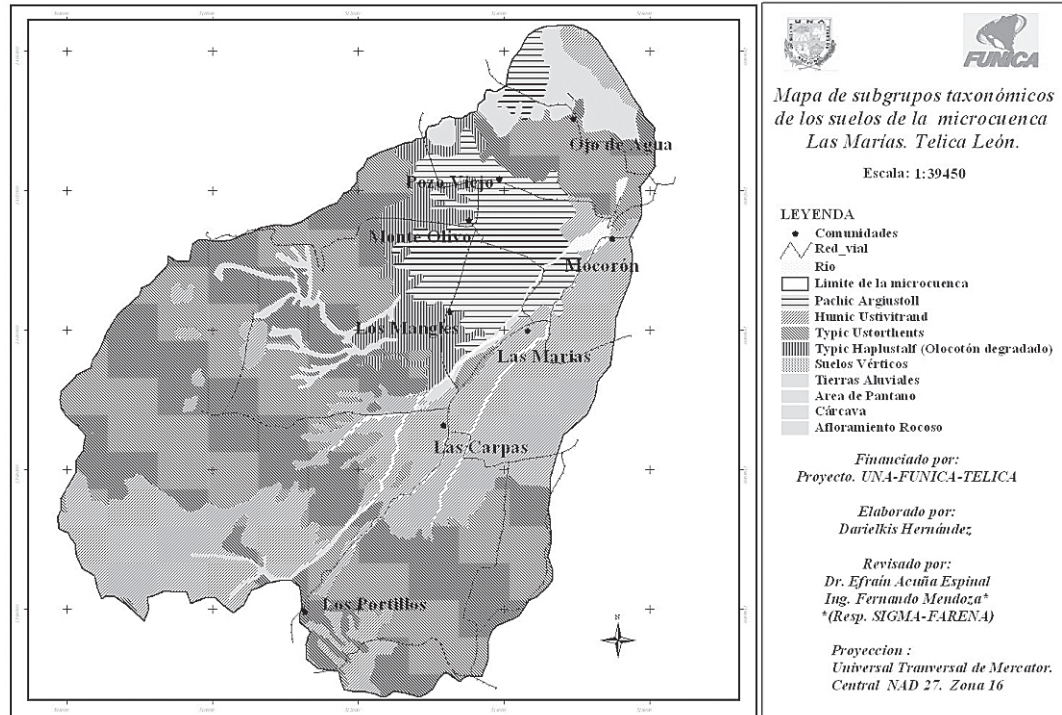 Ojo de Agua
Pozo Viejo
Monte Olivo
Mocorón
Los Mangles
Las Marias
Las Carpas
Los Portillos
N
UNA
FUNICA
Mapa de subgrupos taxonómicos
de los suelos de la microcuenca
Las Marías. Telica León.
Escala: 1:39450
LEYENDA
Comunidades
Red_vial
Río
Limite de la microcuenca
Pachic Argiustoll
Humic Ustivitrand
Typic Ustorthents
Typic Haplustalf (Olocotón degradado)
Suelos Vérticos
Tierras Aluviales
Area de Pantano
Cárcava
Afloramiento Rocoso
Financiado por:
Proyecto. UNA-FUNICA-TELICA
Elaborado por:
Darielkis Hernández
Revisado por:
Dr. Efraín Acuña Espinal
Ing. Fernando Mendoza*
*(Resp. SIGMA-FARENA)
Proyeccion :
Universal Tranversal de Mercator.
Central NAD 27. Zona 16